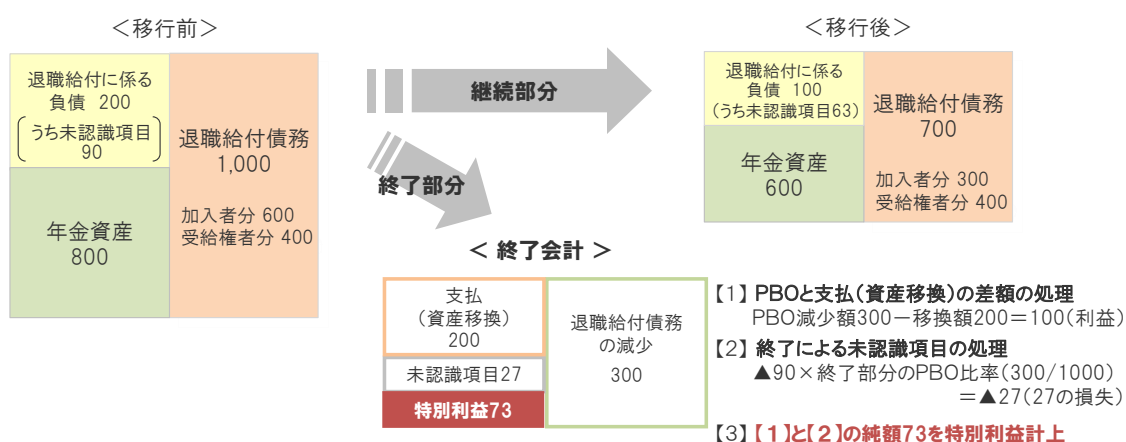 <移行前>
退職給付に係る
負債 200
うち未認識項目
90
年金資産
800
退職給付債務
1,000
加入者分 600
受給権者分 400
継続部分
終了部分
<移行後>
退職給付に係る
負債 100
(うち未認識項目63)
年金資産
600
退職給付債務
700
加入者分 300
受給権者分 400
< 終了会計 >
支払
(資産移換)
200
未認識項目27
特別利益73
退職給付債務
の減少
300
【1】 PBOと支払(資産移換)の差額の処理
PBO減少額300-移換額200=100(利益)
【2】 終了による未認識項目の処理
▲90×終了部分のPBO比率(300/1000)
=▲27(27の損失)
【3】【1】と【2】の純額73を特別利益計上